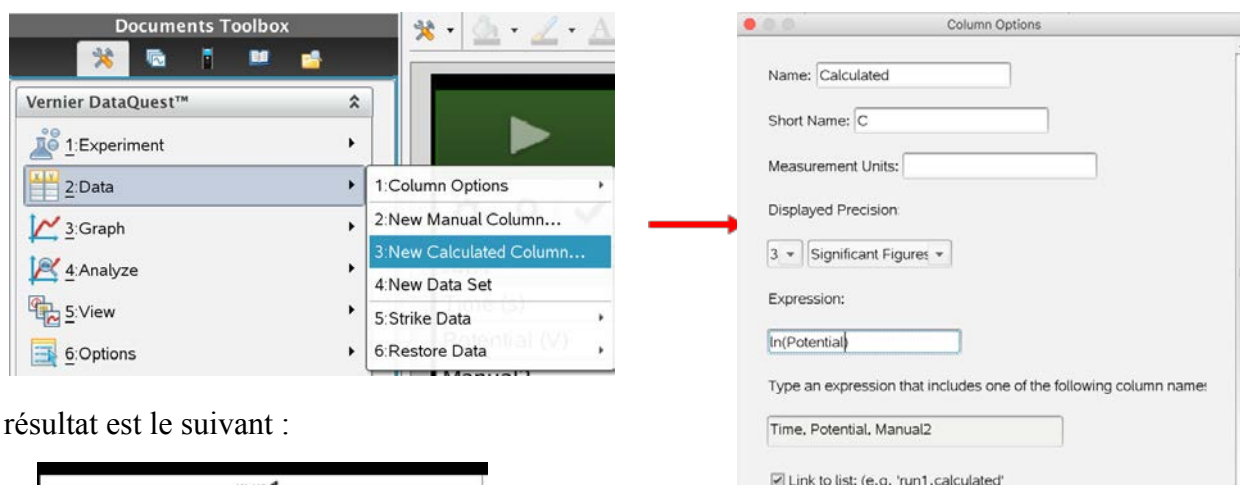 Documents Toolbox
Vernier DataQuest™
1:Experiment
2:Data
3:Graph
4:Analyze
5:View
6:Options
1:Column Options
2:New Manual Column...
3:New Calculated Column...
4:New Data Set
5:Strike Data
6:Restore Data
Time (s)
Potential (V)
Manual2
Column Options
Name: Calculated
Short Name: C
Measurement Units:
Displayed Precision:
3 Significant Figures
Expression:
ln(Potential)
Type an expression that includes one of the following column names
Time, Potential, Manual2
Link to list: (e.g. 'run1.calculated'
résultat est le suivant :